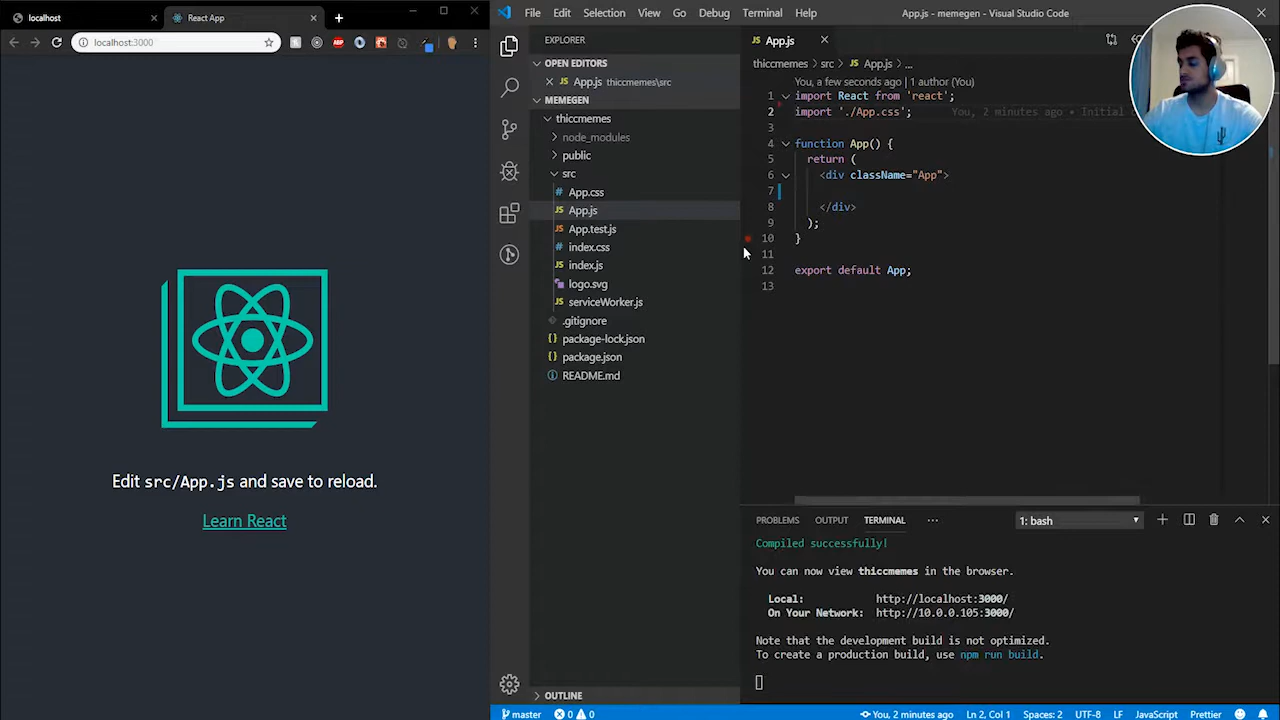 localhost
React App
localhost:3000
ABP
Edit src/App.js and save to reload.
Learn React
File Edit Selection View Go Debug Terminal Help
App.js - memegen - Visual Studio Code
EXPLORER
OPEN EDITORS
App.js thiccmemes\src
MEMEGEN
thiccmemes
node_modules
public
src
App.css
App.js
App.test.js
index.css
index.js
logo.svg
serviceWorker.js
.gitignore
package-lock.json
package.json
README.md
OUTLINE
App.js
thiccmemes > src > App.js > ...
You, a few seconds ago | 1 author (You)
1 import React from 'react';
2 import './App.css'; You, 2 minutes ago • Initial
3
4 function App() {
5 return (
6 <div className="App">
7
8 </div>
9 );
10 }
11
12 export default App;
13
PROBLEMS OUTPUT TERMINAL ... 1: bash
Compiled successfully!
You can now view thiccmemes in the browser.
Local: http://localhost:3000/
On Your Network: http://10.0.0.105:3000/
Note that the development build is not optimized.
To create a production build, use npm run build.
master 0 0 You, 2 minutes ago Ln 2, Col 1 Spaces: 2 UTF-8 LF JavaScript Prettier